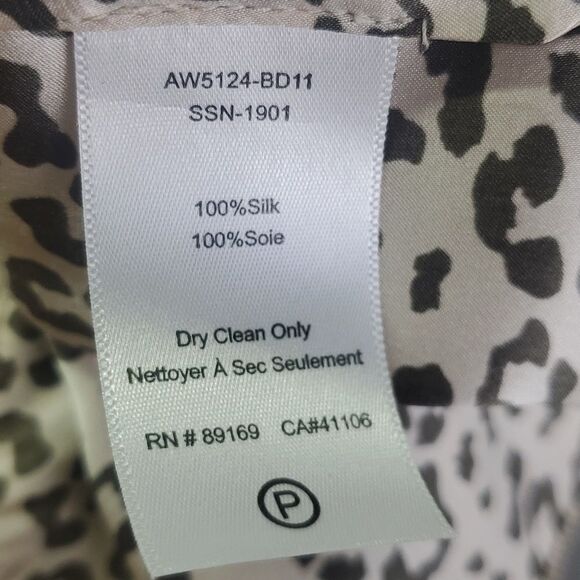 AW5124-BD11
SSN-1901
100%Silk
100%Soie
Dry Clean Only
Nettoyer À Sec Seulement
RN # 89169 CA#41106
P